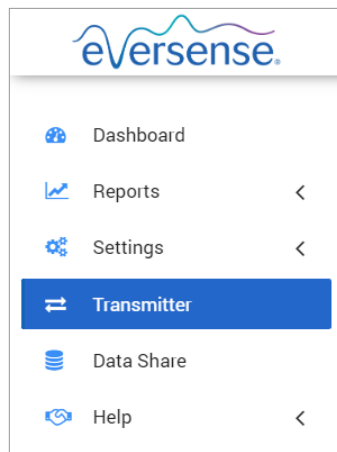 eversense.
Dashboard
Reports
Settings
Transmitter
Data Share
Help